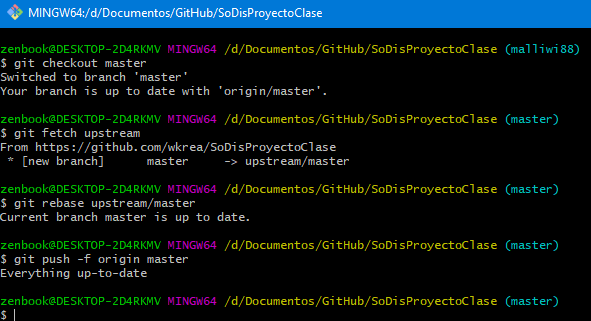 MINGW64:/d/Documentos/GitHub/SoDisProyectoClase
zenbook@DESKTOP-2D4RKMV MINGW64 /d/Documentos/GitHub/SoDisProyectoClase (malliwi88)
$ git checkout master
Switched to branch 'master'
Your branch is up to date with 'origin/master'.
zenbook@DESKTOP-2D4RKMV MINGW64 /d/Documentos/GitHub/SoDisProyectoClase (master)
$ git fetch upstream
From https://github.com/wkrea/SoDisProyectoClase
 * [new branch]      master     -> upstream/master
zenbook@DESKTOP-2D4RKMV MINGW64 /d/Documentos/GitHub/SoDisProyectoClase (master)
$ git rebase upstream/master
Current branch master is up to date.
zenbook@DESKTOP-2D4RKMV MINGW64 /d/Documentos/GitHub/SoDisProyectoClase (master)
$ git push -f origin master
Everything up-to-date
zenbook@DESKTOP-2D4RKMV MINGW64 /d/Documentos/GitHub/SoDisProyectoClase (master)
$